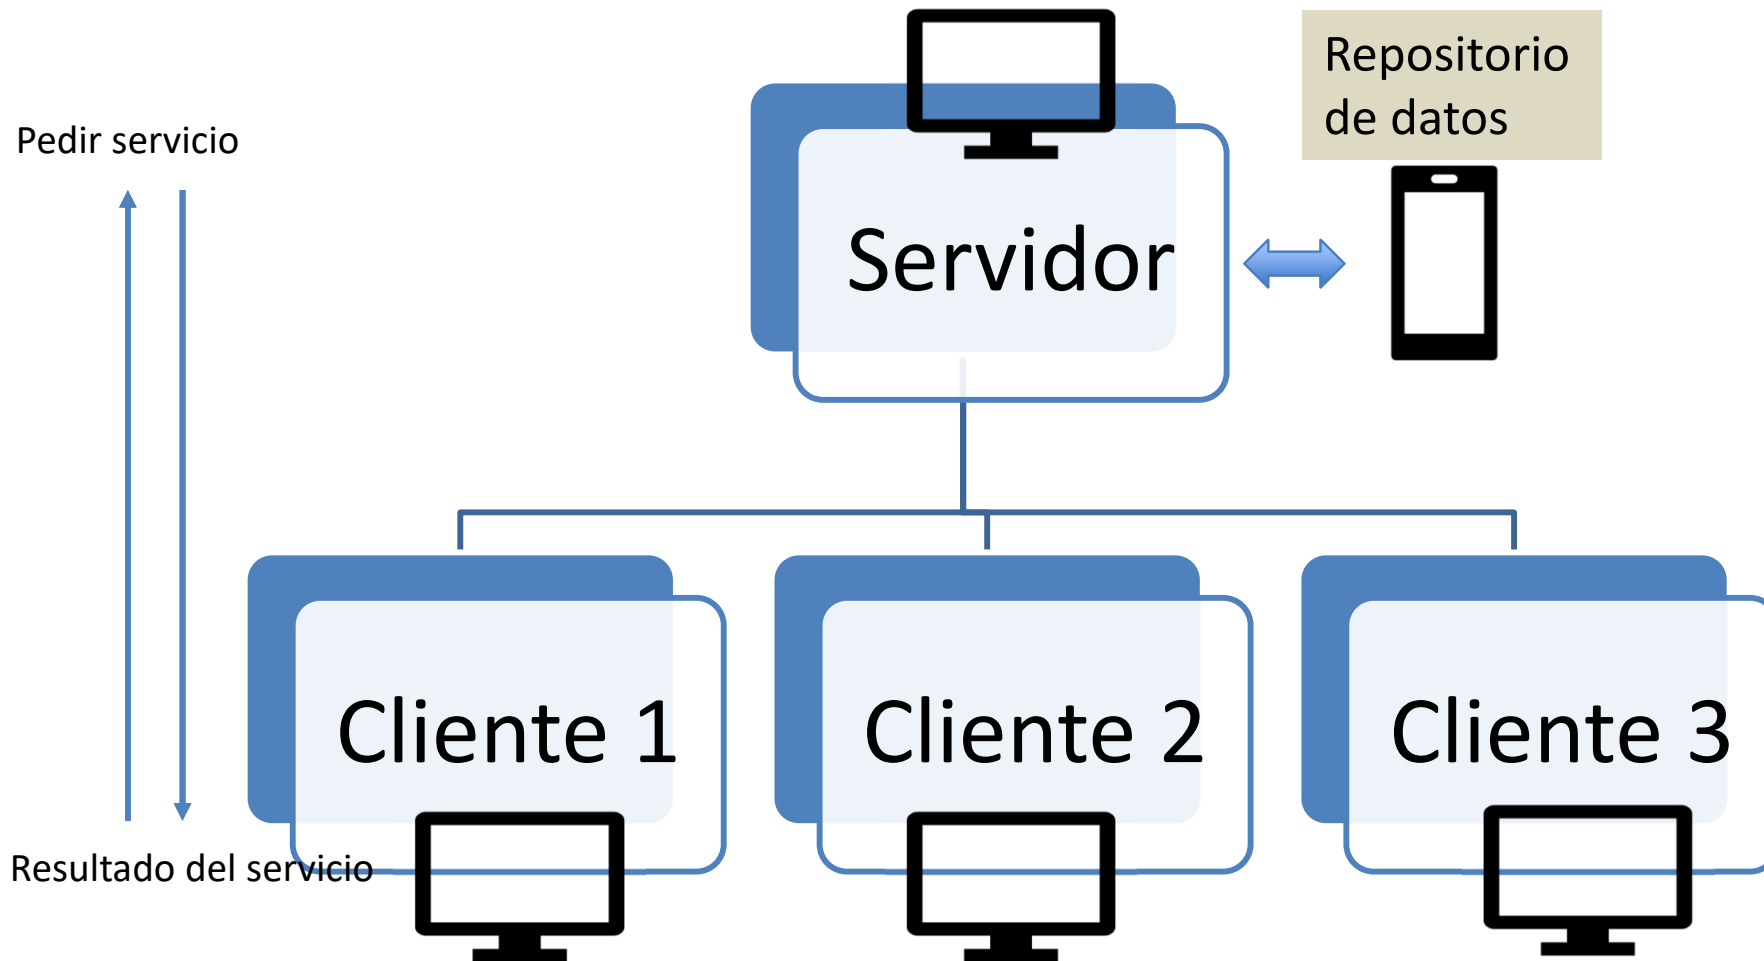 Repositorio
de datos
Pedir servicio
Servidor
Cliente 1
Cliente 2
Cliente 3
Resultado del servicio